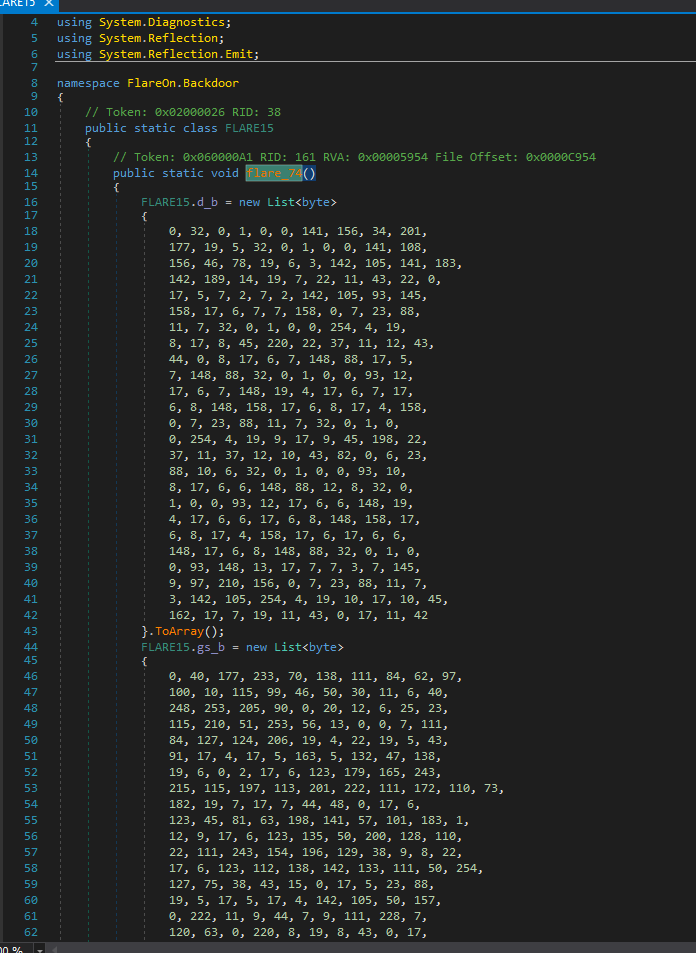 FLARE15 ✕
4 using System.Diagnostics;
5 using System.Reflection;
6 using System.Reflection.Emit;
7
8 namespace FlareOn.Backdoor
9 {
10 // Token: 0x02000026 RID: 38
11 public static class FLARE15
12 {
13 // Token: 0x060000A1 RID: 161 RVA: 0x00005954 File Offset: 0x0000C954
14 public static void flare_74()
15 {
16 FLARE15.d_b = new List<byte>
17 {
18 0, 32, 0, 1, 0, 0, 141, 156, 34, 201,
19 177, 19, 5, 32, 0, 1, 0, 0, 141, 108,
20 156, 46, 78, 19, 6, 3, 142, 105, 141, 183,
21 142, 189, 14, 19, 7, 22, 11, 43, 22, 0,
22 17, 5, 7, 2, 7, 2, 142, 105, 93, 145,
23 158, 17, 6, 7, 7, 158, 0, 7, 23, 88,
24 11, 7, 32, 0, 1, 0, 0, 254, 4, 19,
25 8, 17, 8, 45, 220, 22, 37, 11, 12, 43,
26 44, 0, 8, 17, 6, 7, 148, 88, 17, 5,
27 7, 148, 88, 32, 0, 1, 0, 0, 93, 12,
28 17, 6, 7, 148, 19, 4, 17, 6, 7, 17,
29 6, 8, 148, 158, 17, 6, 8, 17, 4, 158,
30 0, 7, 23, 88, 11, 7, 32, 0, 1, 0,
31 0, 254, 4, 19, 9, 17, 9, 45, 198, 22,
32 37, 11, 37, 12, 10, 43, 82, 0, 6, 23,
33 88, 10, 6, 32, 0, 1, 0, 0, 93, 10,
34 8, 17, 6, 6, 148, 88, 12, 8, 32, 0,
35 1, 0, 0, 93, 12, 17, 6, 6, 148, 19,
36 4, 17, 6, 6, 17, 6, 8, 148, 158, 17,
37 6, 8, 17, 4, 158, 17, 6, 17, 6, 6,
38 148, 17, 6, 8, 148, 88, 32, 0, 1, 0,
39 0, 93, 148, 13, 17, 7, 7, 3, 7, 145,
40 9, 97, 210, 156, 0, 7, 23, 88, 11, 7,
41 3, 142, 105, 254, 4, 19, 10, 17, 10, 45,
42 162, 17, 7, 19, 11, 43, 0, 17, 11, 42
43 }.ToArray();
44 FLARE15.gs_b = new List<byte>
45 {
46 0, 40, 177, 233, 70, 138, 111, 84, 62, 97,
47 100, 10, 115, 99, 46, 50, 30, 11, 6, 40,
48 248, 253, 205, 90, 0, 20, 12, 6, 25, 23,
49 115, 210, 51, 253, 56, 13, 0, 0, 7, 111,
50 84, 127, 124, 206, 19, 4, 22, 19, 5, 43,
51 91, 17, 4, 17, 5, 163, 5, 132, 47, 138,
52 19, 6, 0, 2, 17, 6, 123, 179, 165, 243,
53 215, 115, 197, 113, 201, 222, 111, 172, 110, 73,
54 182, 19, 7, 17, 7, 44, 48, 0, 17, 6,
55 123, 45, 81, 63, 198, 141, 57, 101, 183, 1,
56 12, 9, 17, 6, 123, 135, 50, 200, 128, 110,
57 22, 111, 243, 154, 196, 129, 38, 9, 8, 22,
58 17, 6, 123, 112, 138, 142, 133, 111, 50, 254,
59 127, 75, 38, 43, 15, 0, 17, 5, 23, 88,
60 19, 5, 17, 5, 17, 4, 142, 105, 50, 157,
61 0, 222, 11, 9, 44, 7, 9, 111, 228, 7,
62 120, 63, 0, 220, 8, 19, 8, 43, 0, 17,